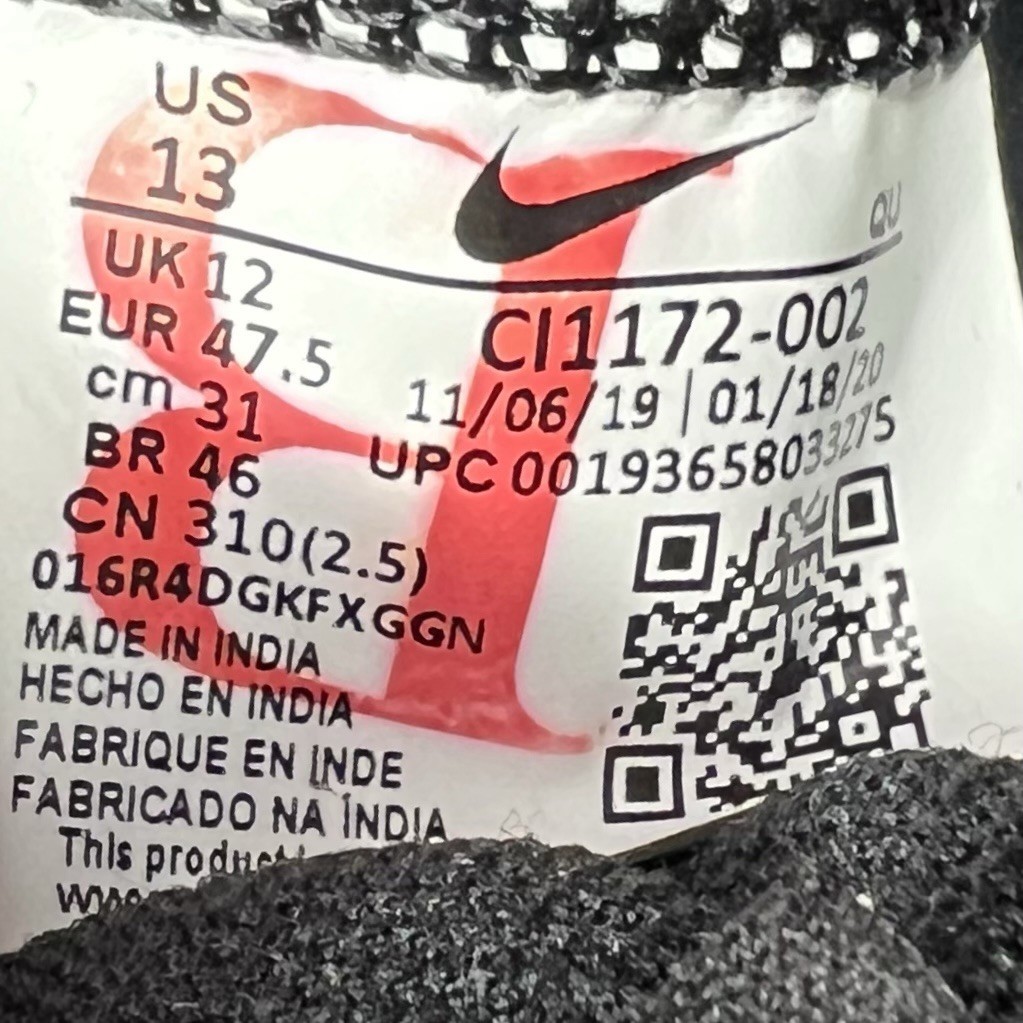 US
13
QU
UK 12
EUR 47.5
cm 31
BR 46
CN 310(2.5)
CI1172-002
11/06/19 | 01/18/20
UPC 00193658033275
016R4DGKFXGGN
MADE IN INDIA
HECHO EN INDIA
FABRIQUE EN INDE
FABRICADO NA ÍNDIA
This product
B